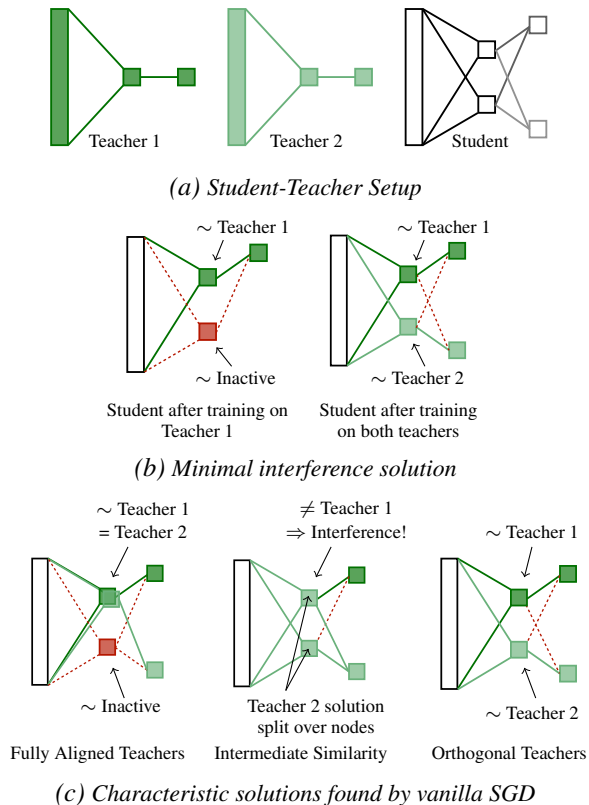 Teacher 1
Teacher 2
Student
(a) Student-Teacher Setup
∼ Teacher 1
∼ Inactive
Student after training on
Teacher 1
∼ Teacher 1
∼ Teacher 2
Student after training
on both teachers
(b) Minimal interference solution
∼ Teacher 1
= Teacher 2
∼ Inactive
Fully Aligned Teachers
≠ Teacher 1
⇒ Interference!
Teacher 2 solution
split over nodes
Intermediate Similarity
∼ Teacher 1
∼ Teacher 2
Orthogonal Teachers
(c) Characteristic solutions found by vanilla SGD